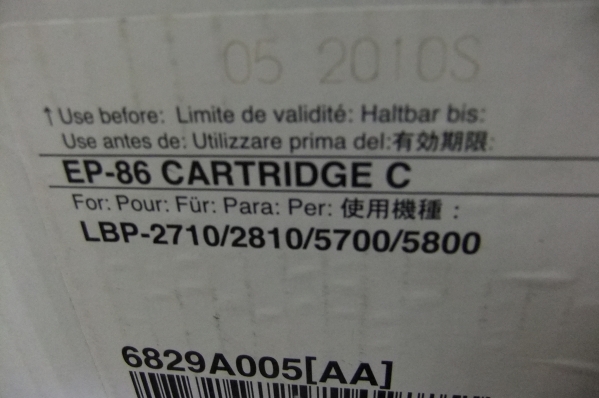 05 2010S
↑Use before: Limite de validité: Haltbar bis:
Use antes de: Utilizzare prima del:有効期限:
EP-86 CARTRIDGE C
For: Pour: Für: Para: Per: 使用機種 :
LBP-2710/2810/5700/5800
6829A005[AA]